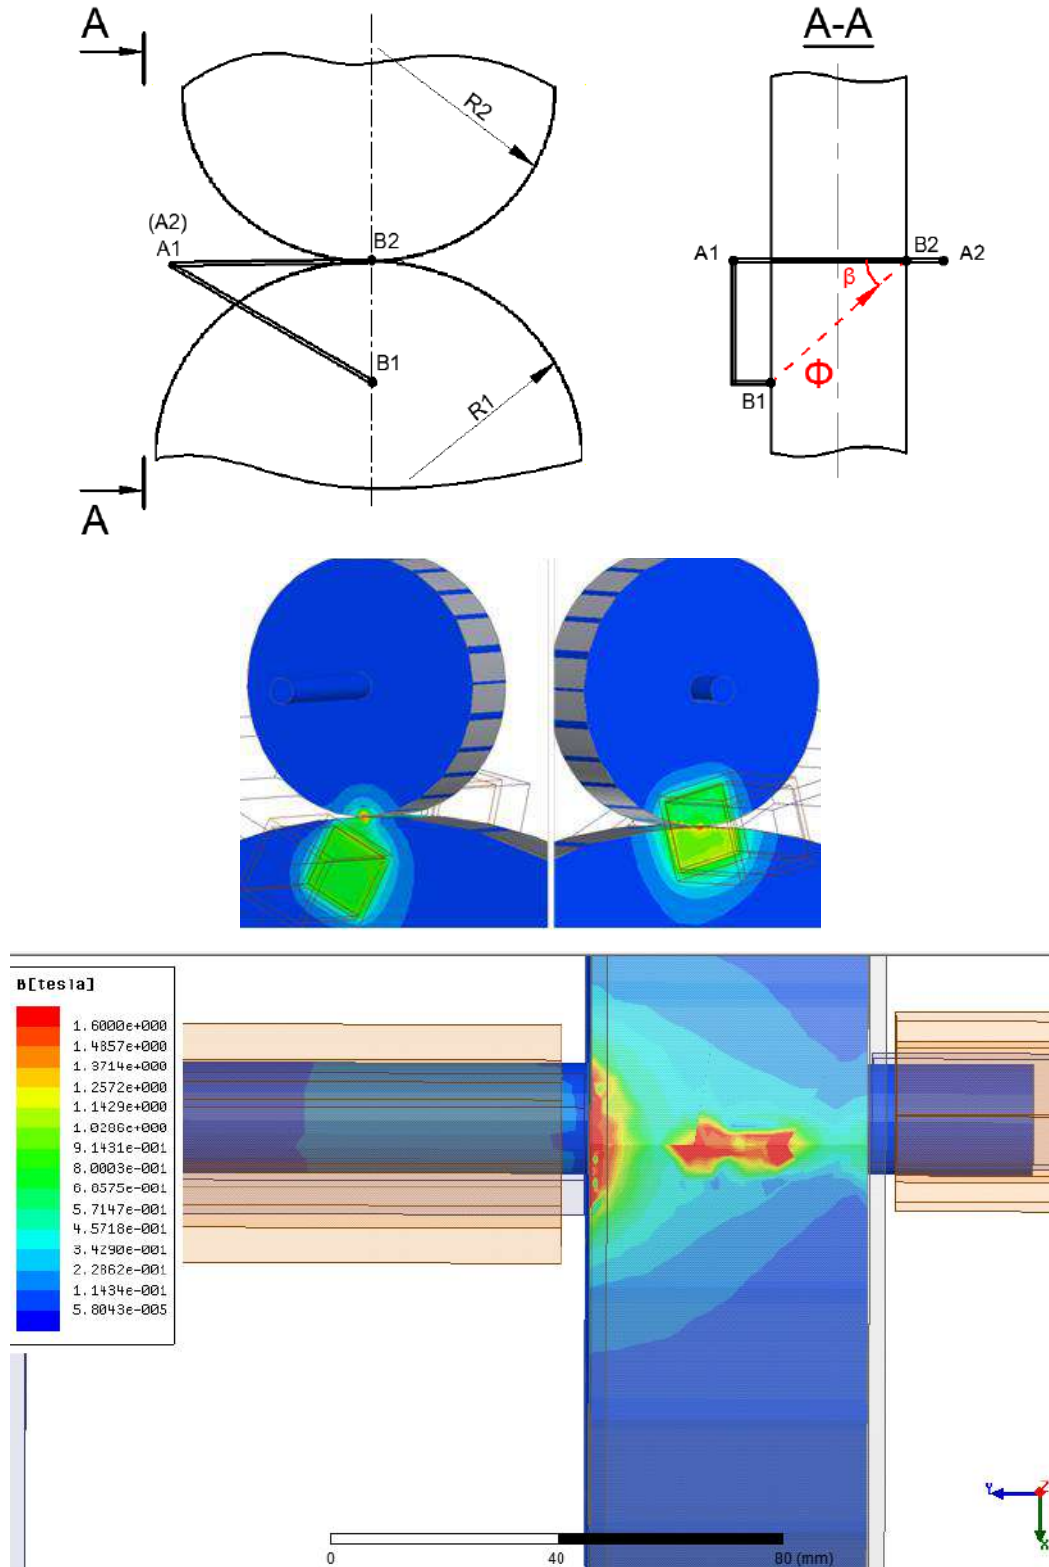 A
A-A
R2
(A2)
A1
B2
B1
R1
A
A1
B2
A2
β
Φ
B1
B[tesla]
1.6000e+000
1.4857e+000
1.3714e+000
1.2572e+000
1.1429e+000
1.0286e+000
9.1431e-001
8.0003e-001
6.8575e-001
5.7147e-001
4.5718e-001
3.4290e-001
2.2862e-001
1.1434e-001
5.8043e-005
Y
Z
X
0
40
80 (mm)